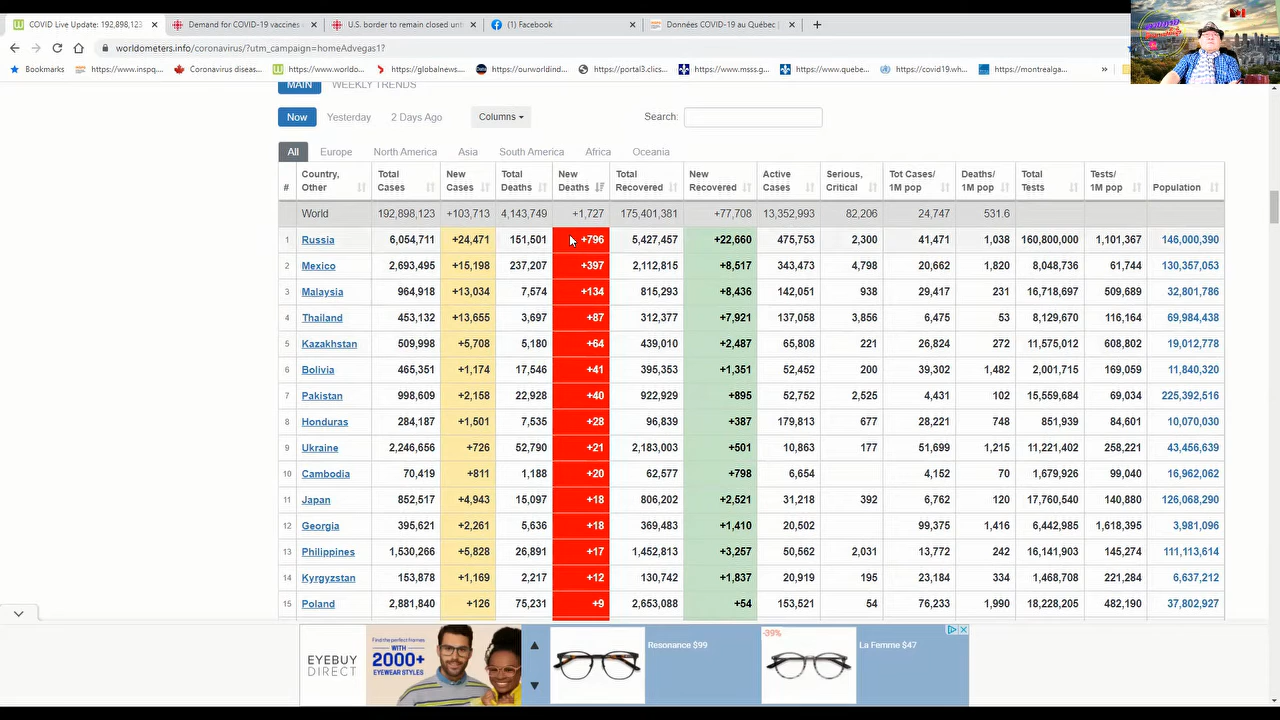 COVID Live Update: 192,898,123
Demand for COVID-19 vaccines
U.S. border to remain closed unt
(1) Facebook
Données COVID-19 au Québec
worldometers.info/coronavirus/?utm_campaign=homeAdvegas1?
Bookmarks https://www.inspq... Coronavirus diseas... https://www.worldo... https://globalnews... https://ourworldind... https://portal3.clics... https://www.msss.g... https://www.quebe... https://covid19.wh... https://montrealga... »
MAIN WEEKLY TRENDS
Now Yesterday 2 Days Ago Columns Search:
All Europe North America Asia South America Africa Oceania
# Country, Other Total Cases New Cases Total Deaths New Deaths Total Recovered New Recovered Active Cases Serious, Critical Tot Cases/ 1M pop Deaths/ 1M pop Total Tests Tests/ 1M pop Population
World 192,898,123 +103,713 4,143,749 +1,727 175,401,381 +77,708 13,352,993 82,206 24,747 531.6
1 Russia 6,054,711 +24,471 151,501 +796 5,427,457 +22,660 475,753 2,300 41,471 1,038 160,800,000 1,101,367 146,000,390
2 Mexico 2,693,495 +15,198 237,207 +397 2,112,815 +8,517 343,473 4,798 20,662 1,820 8,048,736 61,744 130,357,053
3 Malaysia 964,918 +13,034 7,574 +134 815,293 +8,436 142,051 938 29,417 231 16,718,697 509,689 32,801,786
4 Thailand 453,132 +13,655 3,697 +87 312,377 +7,921 137,058 3,856 6,475 53 8,129,670 116,164 69,984,438
5 Kazakhstan 509,998 +5,708 5,180 +64 439,010 +2,487 65,808 221 26,824 272 11,575,012 608,802 19,012,778
6 Bolivia 465,351 +1,174 17,546 +41 395,353 +1,351 52,452 200 39,302 1,482 2,001,715 169,059 11,840,320
7 Pakistan 998,609 +2,158 22,928 +40 922,929 +895 52,752 2,525 4,431 102 15,559,684 69,034 225,392,516
8 Honduras 284,187 +1,501 7,535 +28 96,839 +387 179,813 677 28,221 748 851,939 84,601 10,070,030
9 Ukraine 2,246,656 +726 52,790 +21 2,183,003 +501 10,863 177 51,699 1,215 11,221,402 258,221 43,456,639
10 Cambodia 70,419 +811 1,188 +20 62,577 +798 6,654 4,152 70 1,679,926 99,040 16,962,062
11 Japan 852,517 +4,943 15,097 +18 806,202 +2,521 31,218 392 6,762 120 17,760,540 140,880 126,068,290
12 Georgia 395,621 +2,261 5,636 +18 369,483 +1,410 20,502 99,375 1,416 6,442,985 1,618,395 3,981,096
13 Philippines 1,530,266 +5,828 26,891 +17 1,452,813 +3,257 50,562 2,031 13,772 242 16,141,903 145,274 111,113,614
14 Kyrgyzstan 153,878 +1,169 2,217 +12 130,742 +1,837 20,919 195 23,184 334 1,468,708 221,284 6,637,212
15 Poland 2,881,840 +126 75,231 +9 2,653,088 +54 153,521 54 76,233 1,990 18,228,205 482,190 37,802,927
EYEBUY
DIRECT
Find the perfect Frames
WITH
2000+
EYEWEAR STYLES
Resonance $99
-39%
La Femme $47